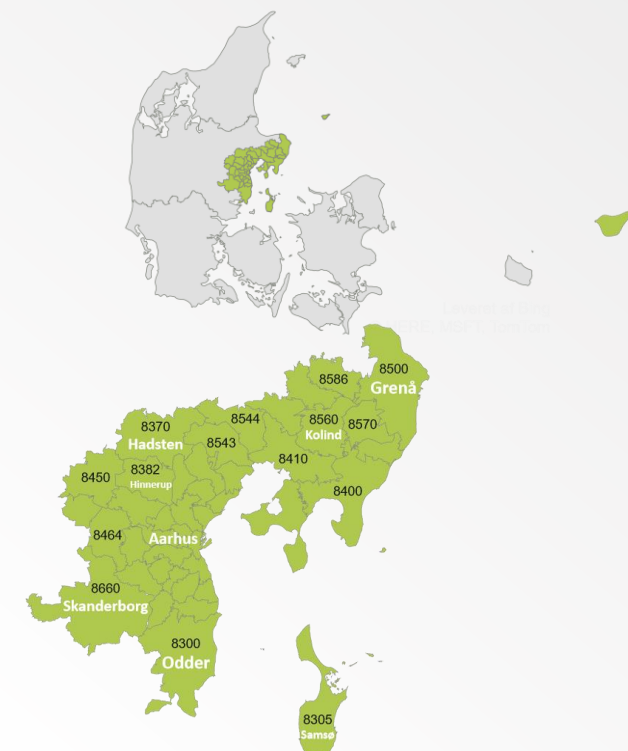 8500
Grenå
8586
8560
Kolind
8570
8544
8370
Hadsten
8543
8410
8382
Hinnerup
8450
8400
8464
Aarhus
8660
Skanderborg
8300
Odder
8305
Samsø